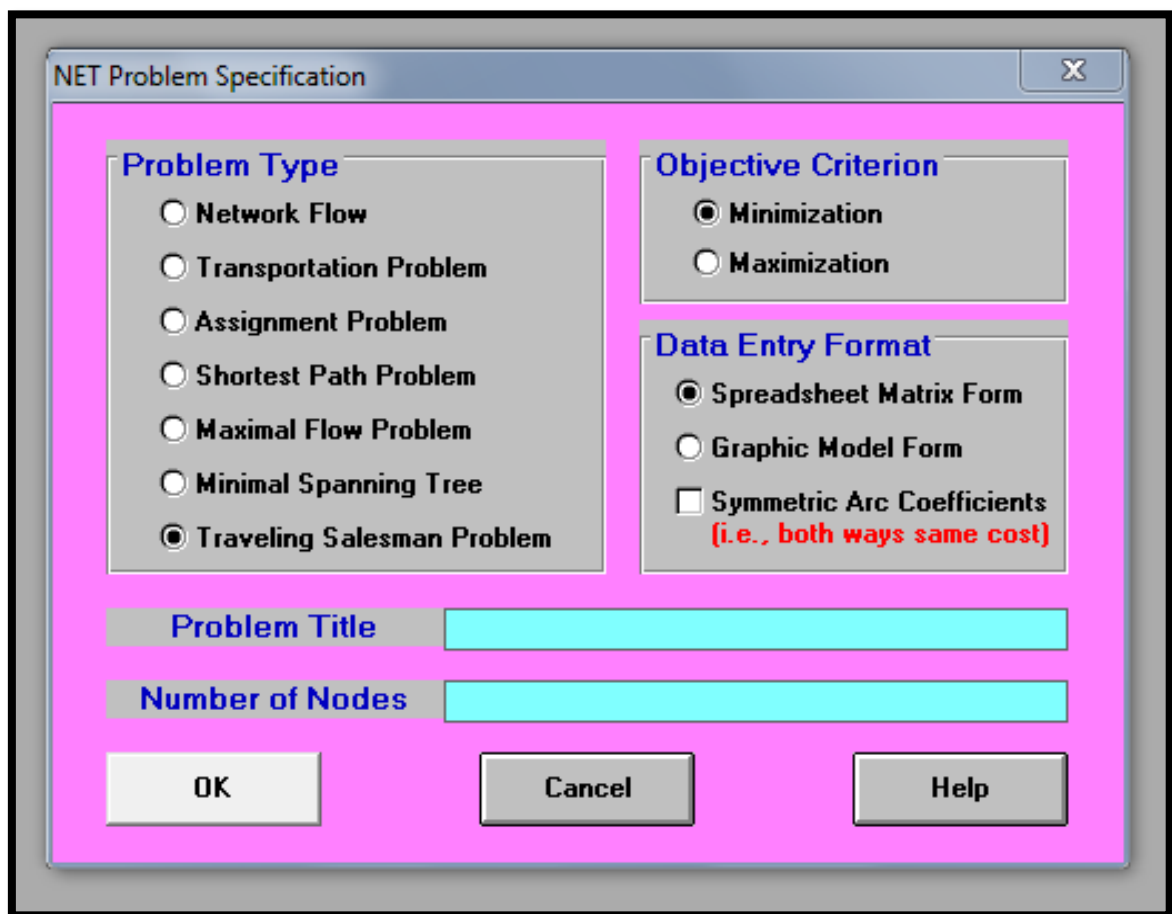 NET Problem Specification
Problem Type
Network Flow
Transportation Problem
Assignment Problem
Shortest Path Problem
Maximal Flow Problem
Minimal Spanning Tree
Traveling Salesman Problem
Objective Criterion
Minimization
Maximization
Data Entry Format
Spreadsheet Matrix Form
Graphic Model Form
Symmetric Arc Coefficients
(i.e., both ways same cost)
Problem Title
Number of Nodes
OK
Cancel
Help